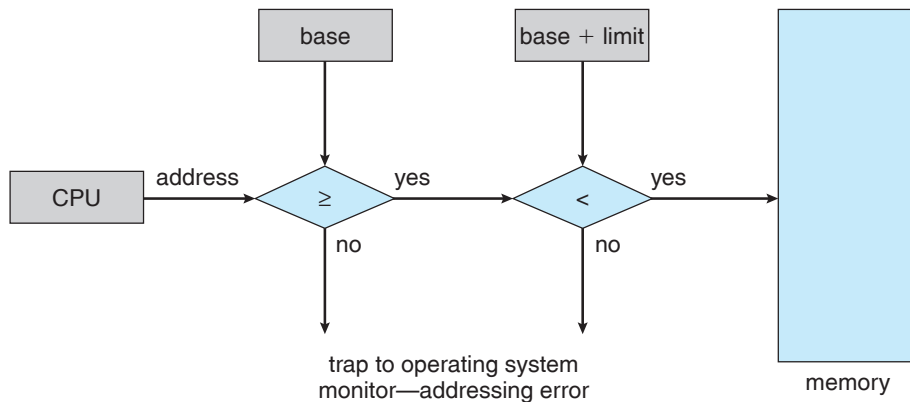 base
base + limit
CPU
address
≥
yes
<
yes
no
no
trap to operating system
monitor—addressing error
memory